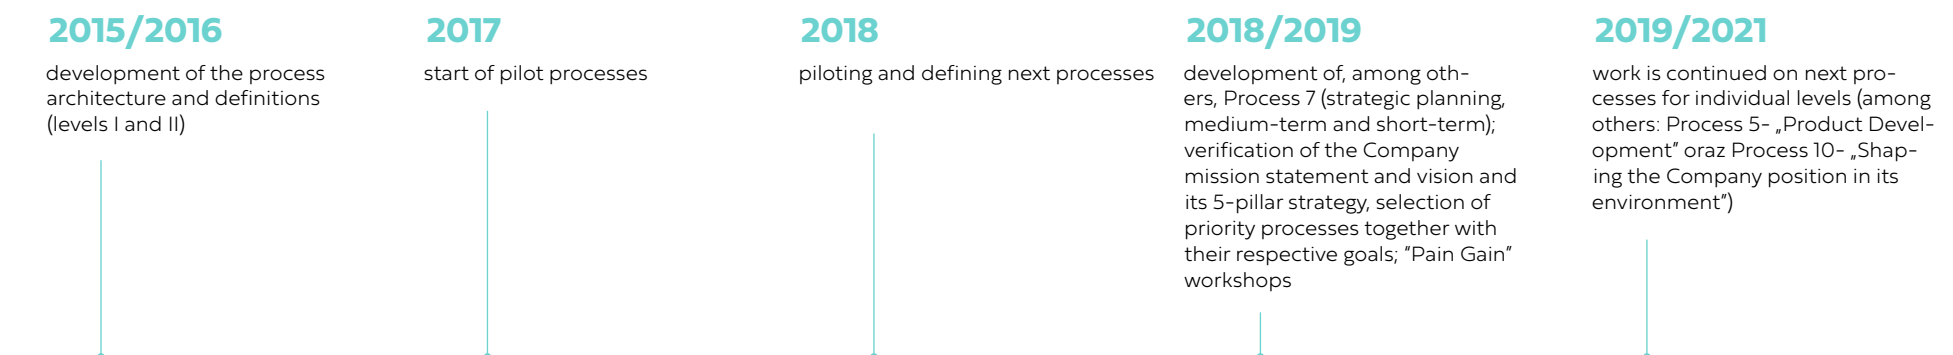 2015/2016
development of the process
architecture and definitions
(levels I and II)
2017
start of pilot processes
2018
piloting and defining next processes
2018/2019
development of, among oth-
ers, Process 7 (strategic planning,
medium-term and short-term);
verification of the Company
mission statement and vision and
its 5-pillar strategy, selection of
priority processes together with
their respective goals; "Pain Gain"
workshops
2019/2021
work is continued on next pro-
cesses for individual levels (among
others: Process 5- „Product Devel-
opment” oraz Process 10- „Shap-
ing the Company position in its
environment”)